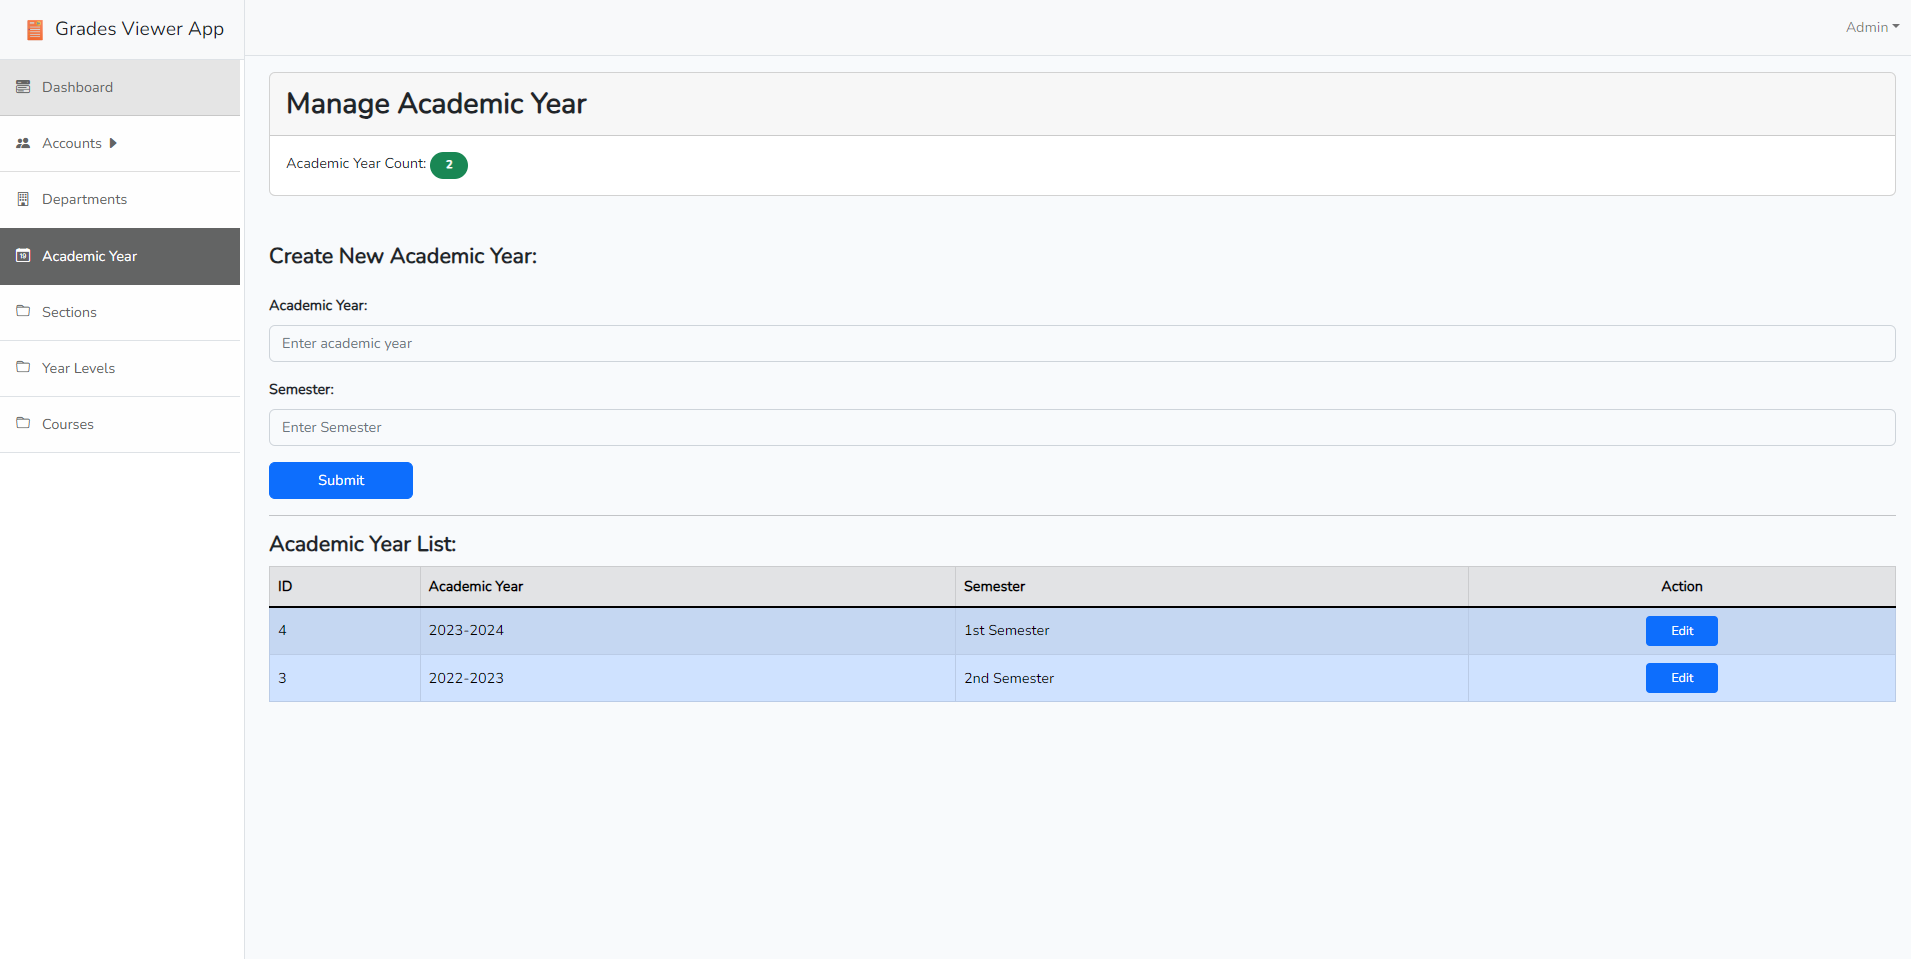 Grades Viewer App
Admin
Dashboard
Accounts
Departments
Academic Year
Sections
Year Levels
Courses
Manage Academic Year
Academic Year Count: 2
Create New Academic Year:
Academic Year:
Enter academic year
Semester:
Enter Semester
Submit
Academic Year List:
ID Academic Year Semester Action
4 2023-2024 1st Semester Edit
3 2022-2023 2nd Semester Edit